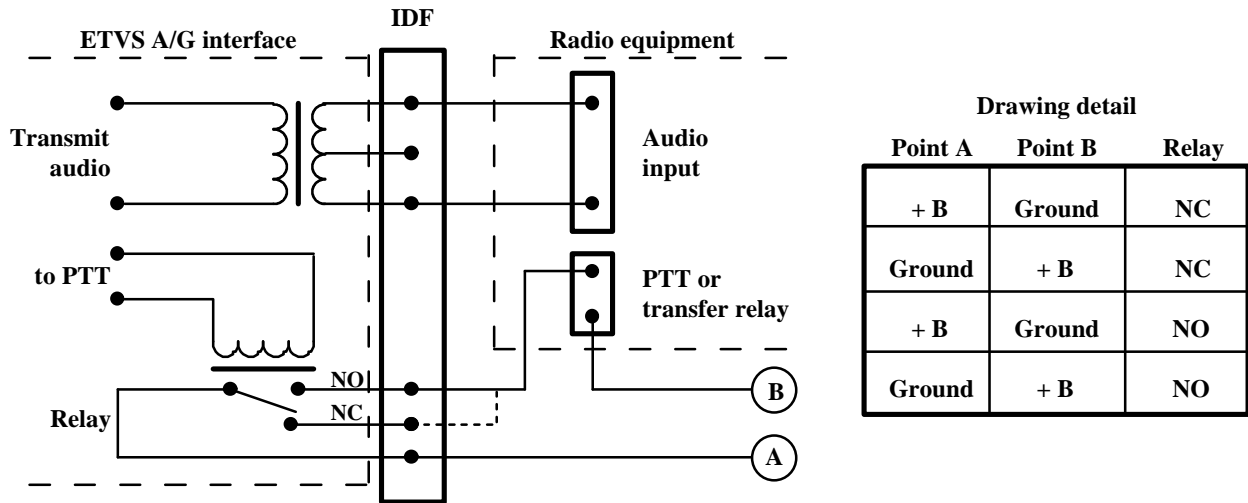 IDF
ETVS A/G interface
Radio equipment
Transmit
audio
Audio
input
to PTT
PTT or
transfer relay
NO
NC
Relay
B
A
Drawing detail
Point A Point B Relay
+ B Ground NC
Ground + B NC
+ B Ground NO
Ground + B NO